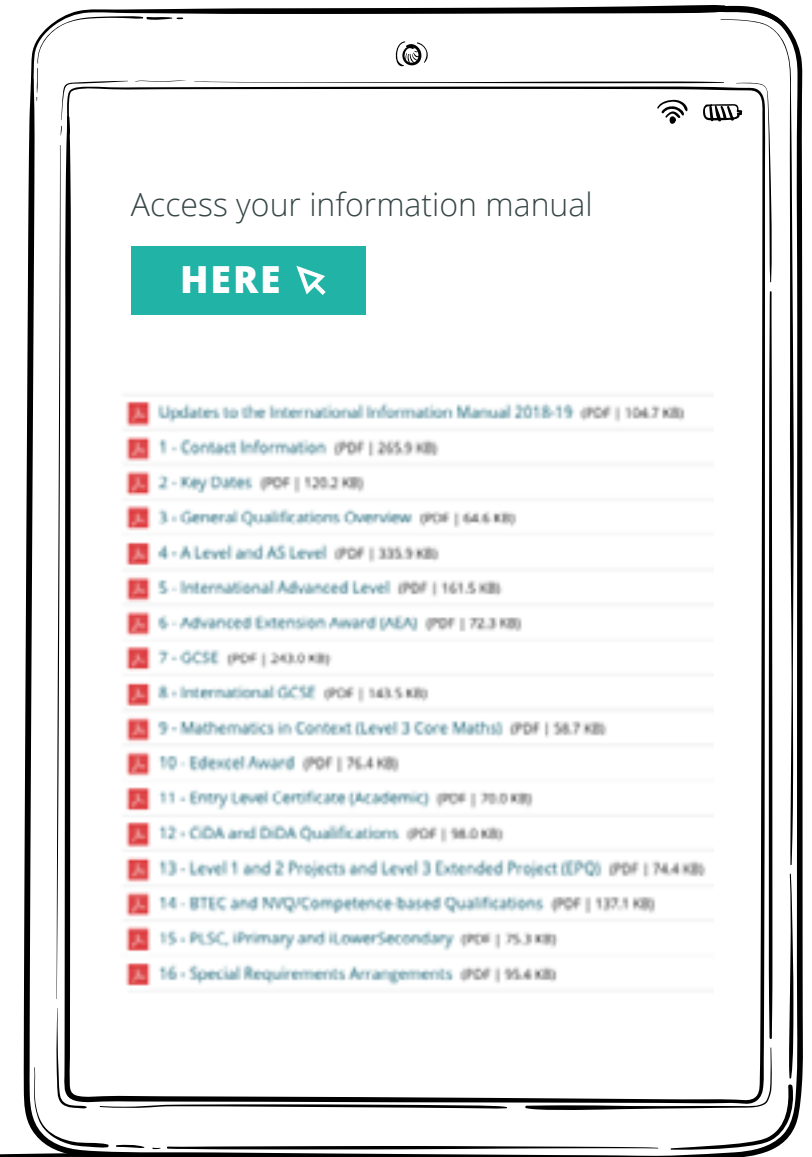 Access your information manual
HERE
Updates to the International Information Manual 2018-19 (PDF | 104.7 KB)
1 - Contact Information (PDF | 265.9 KB)
2 - Key Dates (PDF | 120.2 KB)
3 - General Qualifications Overview (PDF | 64.6 KB)
4 - A Level and AS Level (PDF | 335.9 KB)
5 - International Advanced Level (PDF | 161.5 KB)
6 - Advanced Extension Award (AEA) (PDF | 72.3 KB)
7 - GCSE (PDF | 243.0 KB)
8 - International GCSE (PDF | 143.5 KB)
9 - Mathematics in Context (Level 3 Core Maths) (PDF | 58.7 KB)
10 - Edexcel Award (PDF | 76.4 KB)
11 - Entry Level Certificate (Academic) (PDF | 70.0 KB)
12 - CiDA and DiDA Qualifications (PDF | 98.0 KB)
13 - Level 1 and 2 Projects and Level 3 Extended Project (EPQ) (PDF | 74.4 KB)
14 - BTEC and NVQ/Competence-based Qualifications (PDF | 137.1 KB)
15 - PLSC, iPrimary and iLowerSecondary (PDF | 75.3 KB)
16 - Special Requirements Arrangements (PDF | 95.4 KB)